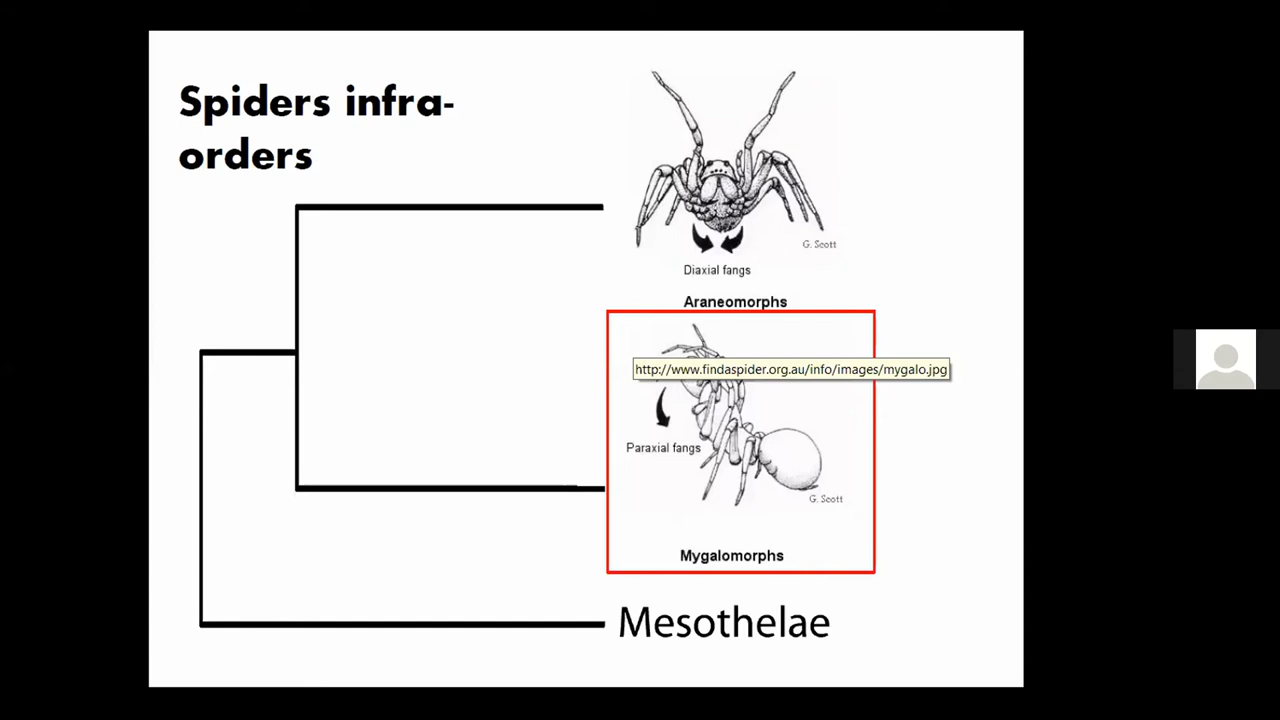 Spiders infra-
orders
G. Scott
Diaxial fangs
Araneomorphs
http://www.findaspider.org.au/info/images/mygalo.jpg
Paraxial fangs
G. Scott
Mygalomorphs
Mesothelae